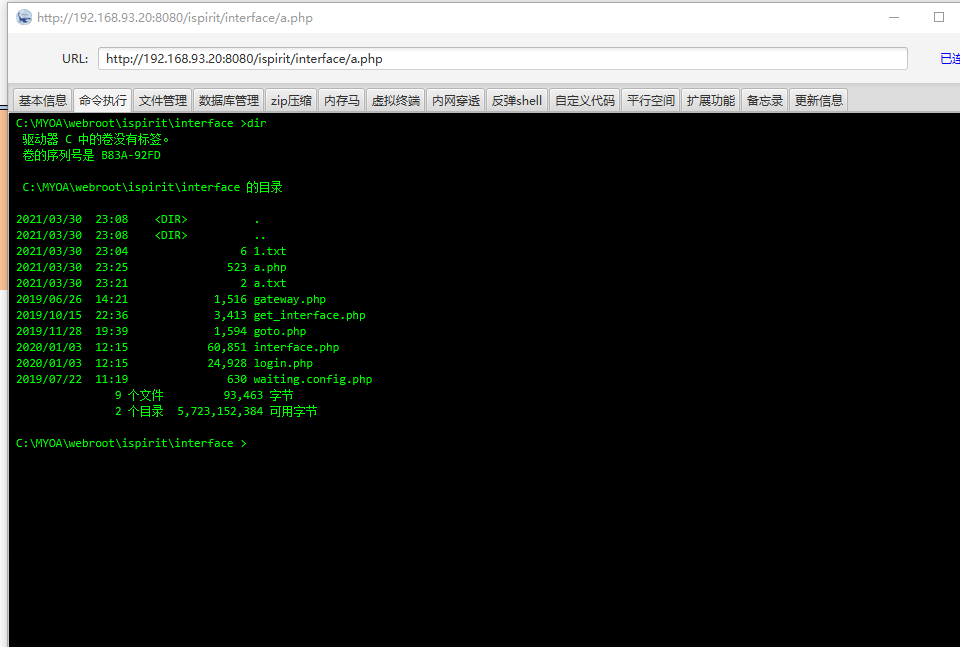 http://192.168.93.20:8080/ispirit/interface/a.php
URL: http://192.168.93.20:8080/ispirit/interface/a.php 已连
基本信息 命令执行 文件管理 数据库管理 zip压缩 内存马 虚拟终端 内网穿透 反弹shell 自定义代码 平行空间 扩展功能 备忘录 更新信息
C:\MYOA\webroot\ispirit\interface >dir
驱动器 C 中的卷没有标签。
卷的序列号是 B83A-92FD
C:\MYOA\webroot\ispirit\interface 的目录
2021/03/30 23:08 <DIR> .
2021/03/30 23:08 <DIR> ..
2021/03/30 23:04 6 1.txt
2021/03/30 23:25 523 a.php
2021/03/30 23:21 2 a.txt
2019/06/26 14:21 1,516 gateway.php
2019/10/15 22:36 3,413 get_interface.php
2019/11/28 19:39 1,594 goto.php
2020/01/03 12:15 60,851 interface.php
2020/01/03 12:15 24,928 login.php
2019/07/22 11:19 630 waiting.config.php
9 个文件 93,463 字节
2 个目录 5,723,152,384 可用字节
C:\MYOA\webroot\ispirit\interface >